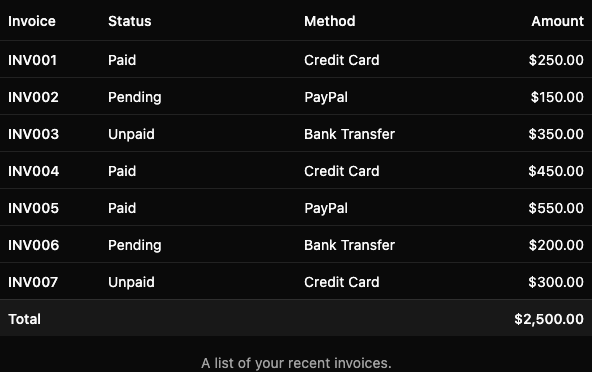 Invoice Status Method Amount
INV001 Paid Credit Card $250.00
INV002 Pending PayPal $150.00
INV003 Unpaid Bank Transfer $350.00
INV004 Paid Credit Card $450.00
INV005 Paid PayPal $550.00
INV006 Pending Bank Transfer $200.00
INV007 Unpaid Credit Card $300.00
Total $2,500.00
A list of your recent invoices.